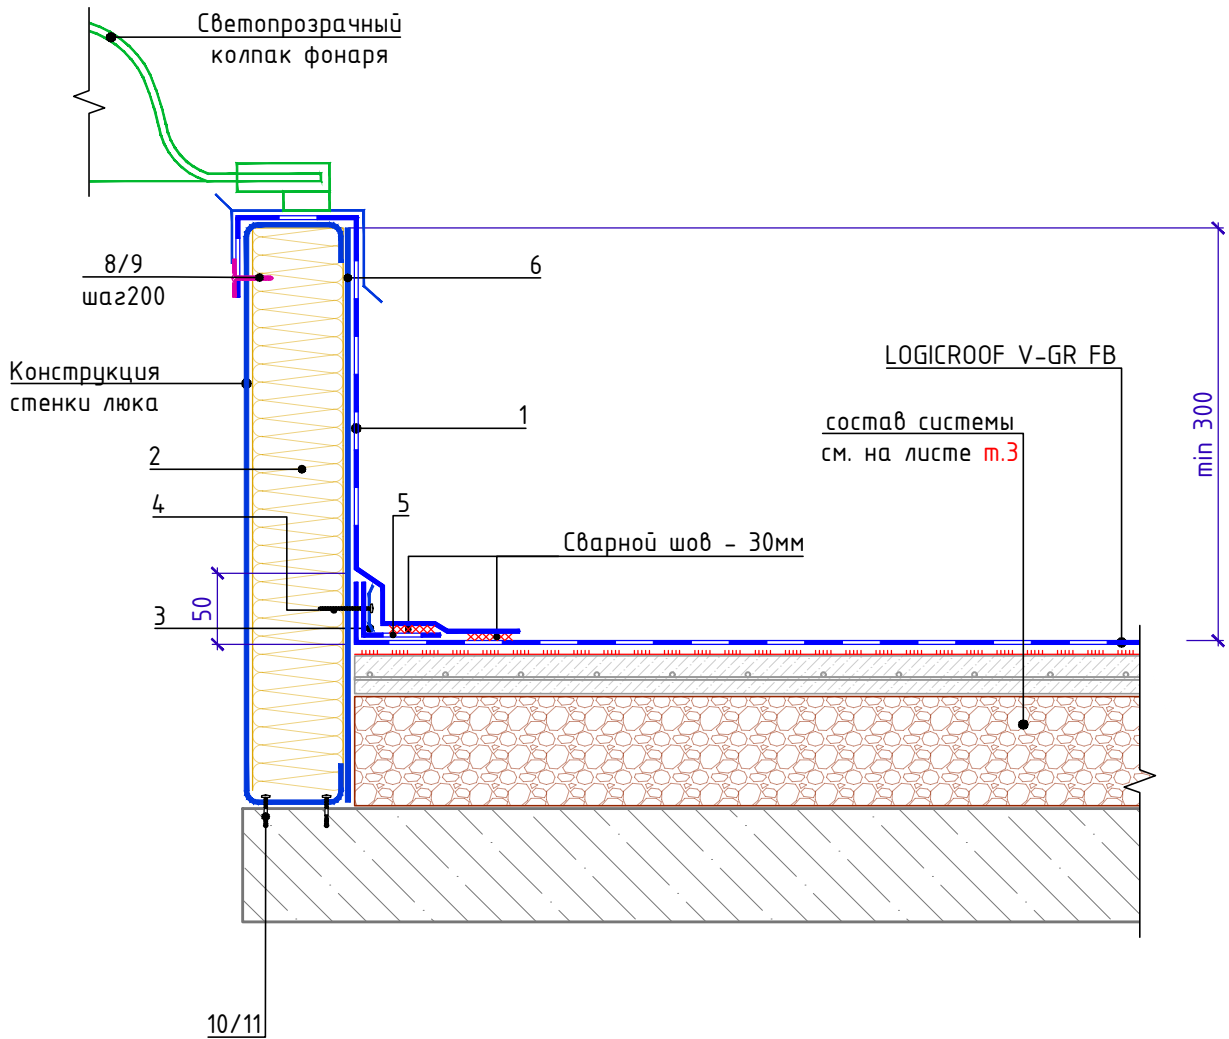 Светопрозрачный
колпак фонаря
8/9
шаг200
6
Конструкция
стенки люка
LOGICROOF V-GR FB
1
состав системы
см. на листе т.3
min 300
2
4
5
Сварной шов - 30мм
50
3
10/11